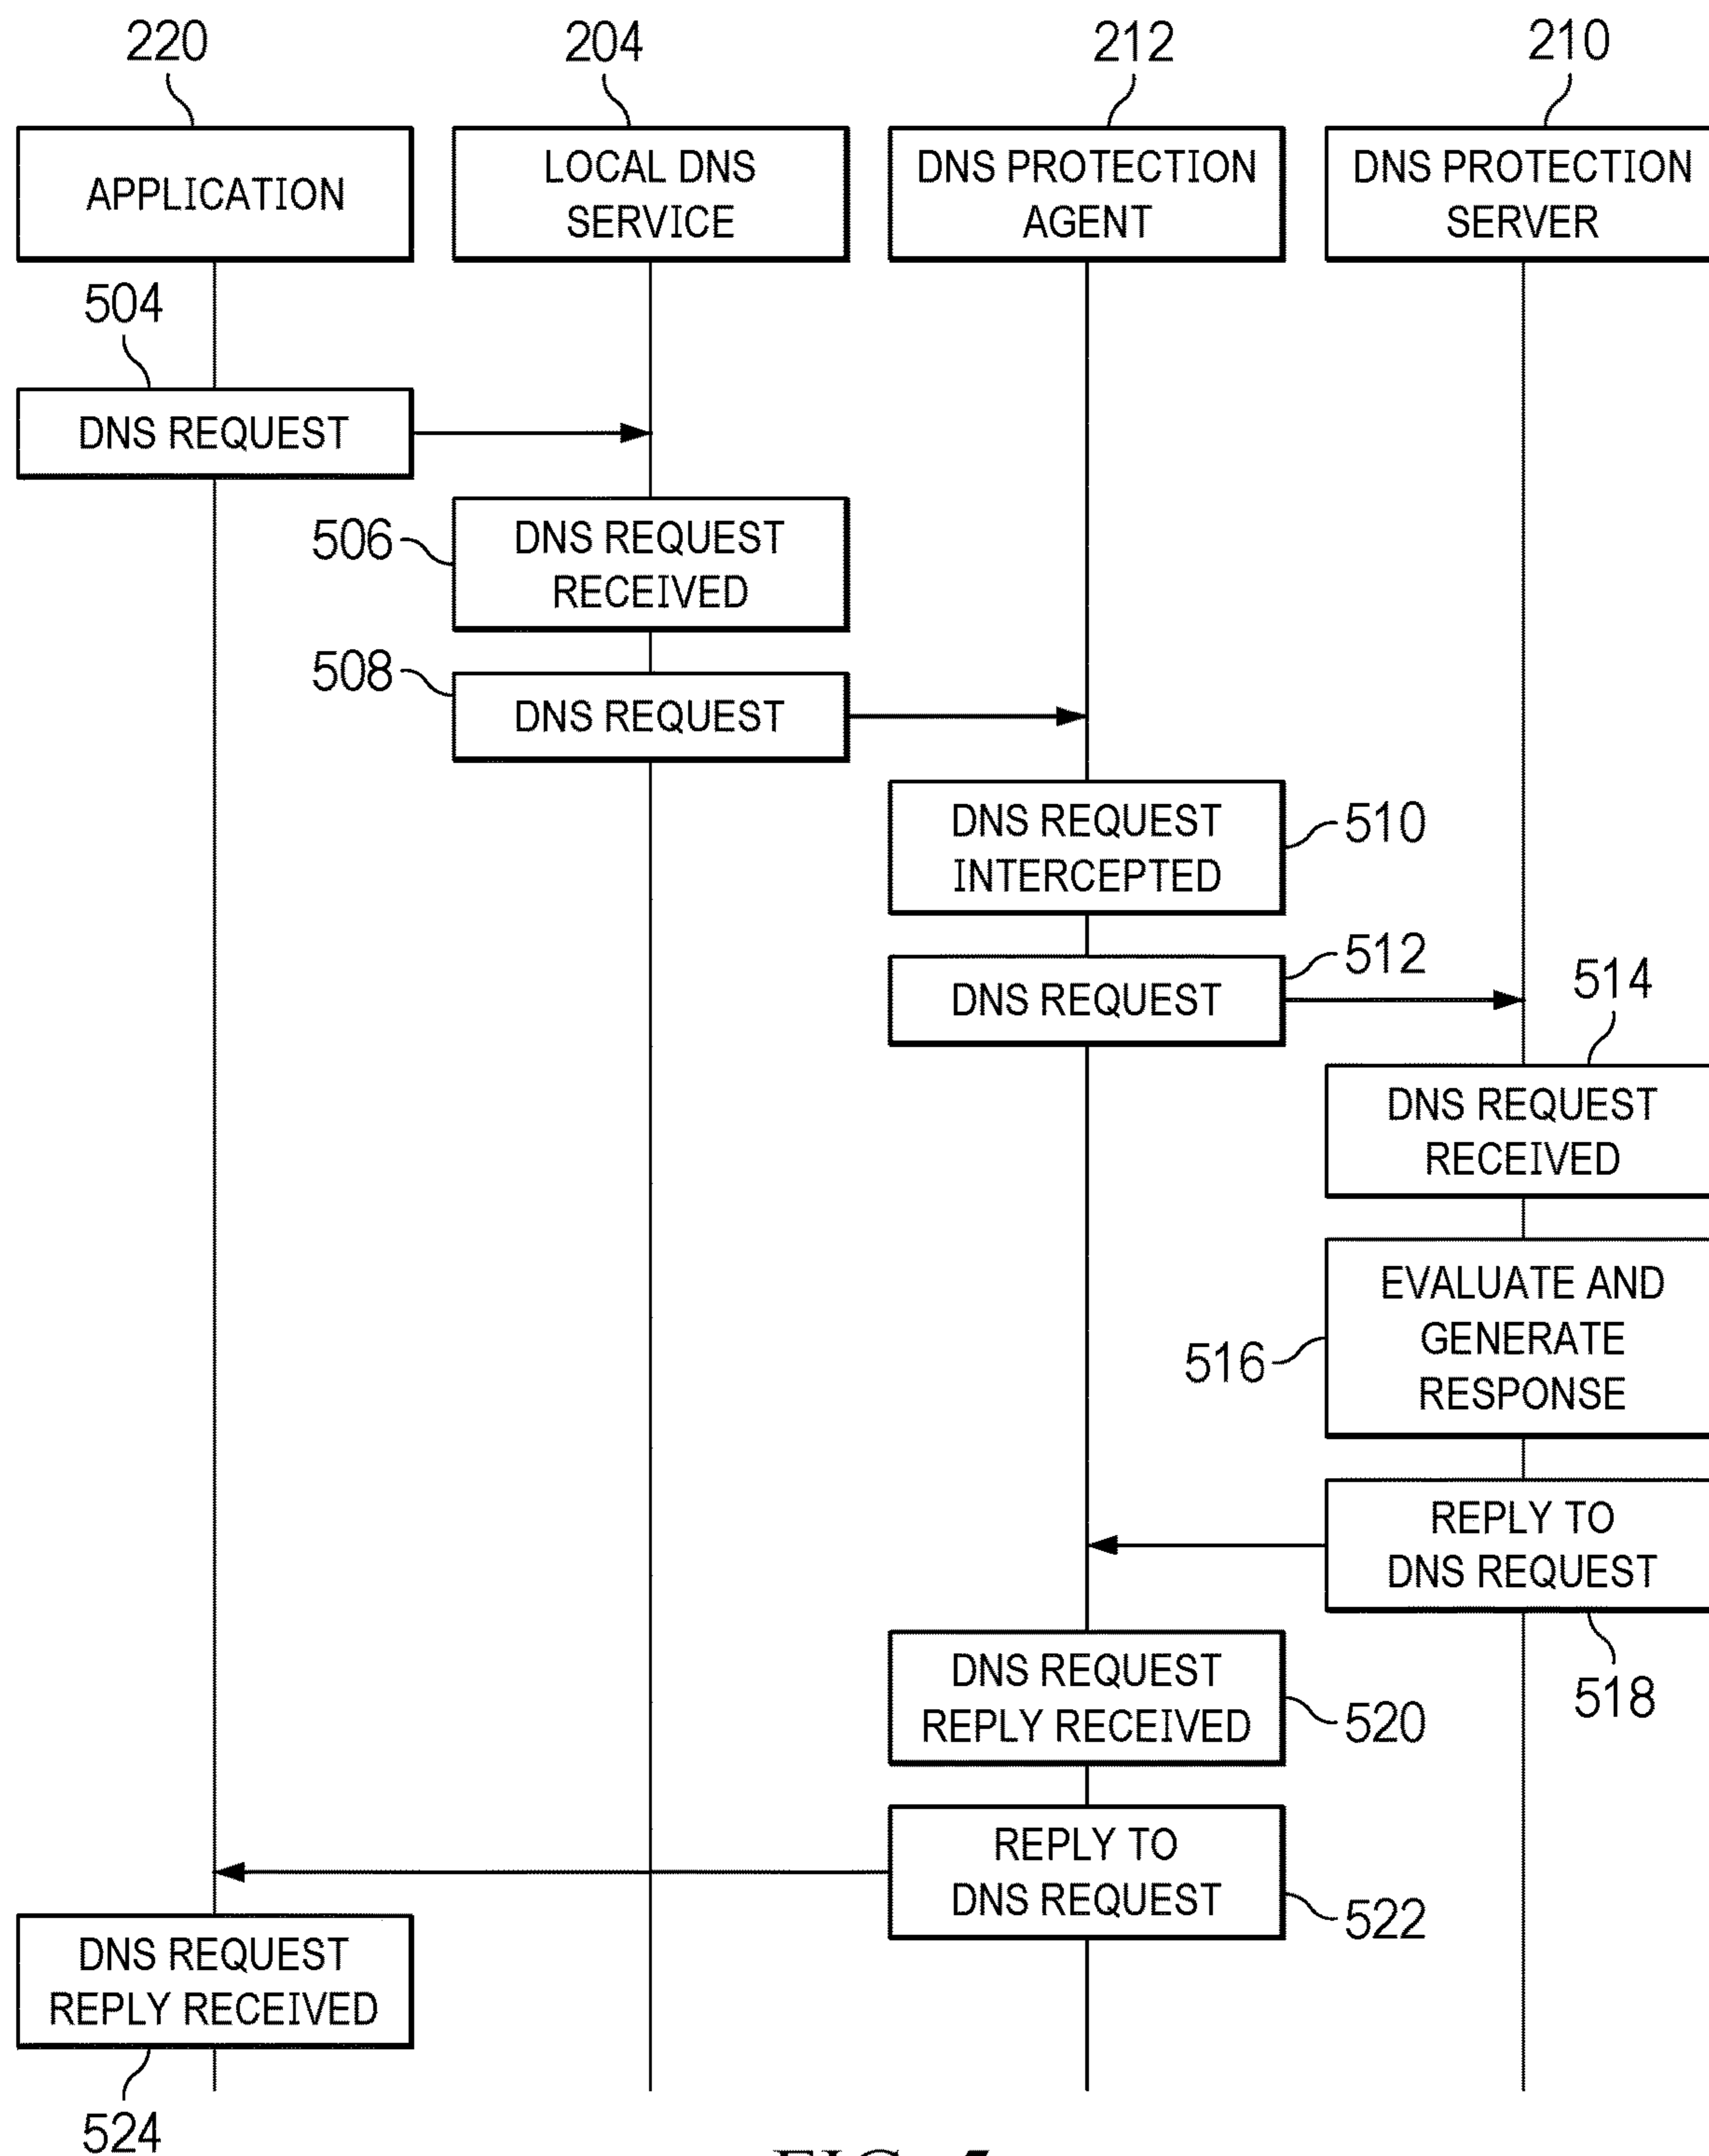 220
204
212
210
APPLICATION
LOCAL DNS
SERVICE
DNS PROTECTION
AGENT
DNS PROTECTION
SERVER
504
DNS REQUEST
506
DNS REQUEST
RECEIVED
508
DNS REQUEST
DNS REQUEST
INTERCEPTED
510
DNS REQUEST
512
514
DNS REQUEST
RECEIVED
EVALUATE AND
GENERATE
RESPONSE
516
REPLY TO
DNS REQUEST
518
DNS REQUEST
REPLY RECEIVED
520
REPLY TO
DNS REQUEST
522
DNS REQUEST
REPLY RECEIVED
524